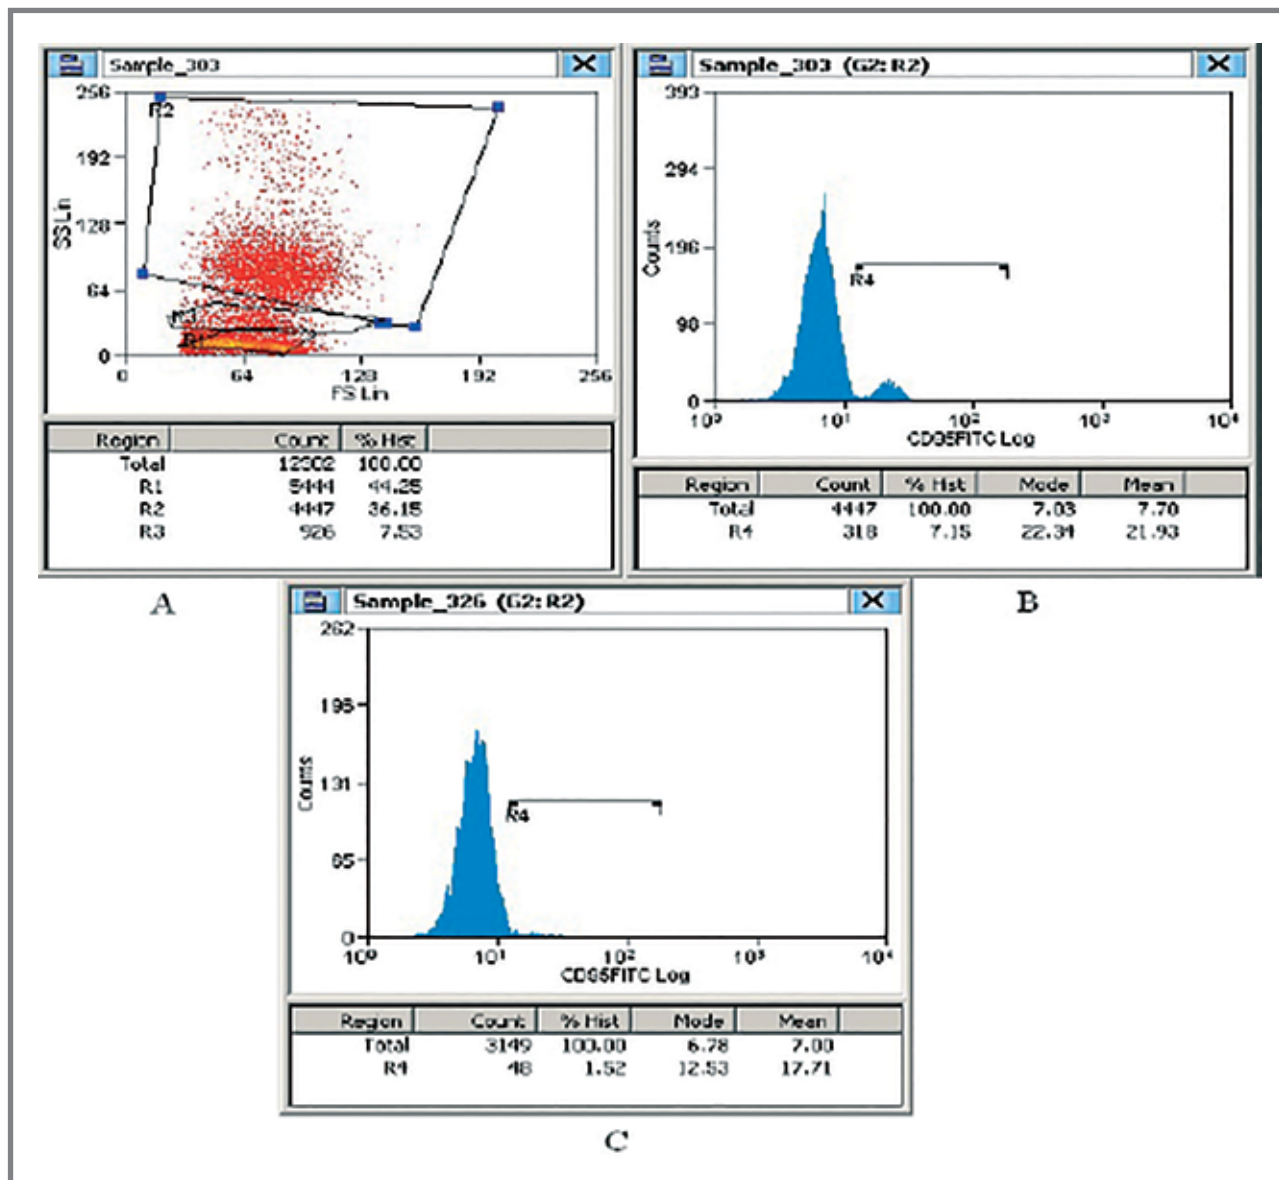 Sample_303
256
R2
192
SS Lin
128
64
R3
R1
0
0 64 128 192 256
FS Lin
Region Count % Hist
Total 12302 100.00
R1 5444 44.25
R2 4447 36.15
R3 926 7.53
A
Sample_303 (G2: R2)
393
294
Counts
196
R4
98
0
10⁰ 10¹ 10² 10³ 10⁴
CD95FITC Log
Region Count % Hist Mode Mean
Total 4447 100.00 7.03 7.70
R4 318 7.15 22.34 21.93
B
Sample_326 (G2: R2)
262
196
Counts
131
R4
65
0
10⁰ 10¹ 10² 10³ 10⁴
CD95FITC Log
Region Count % Hist Mode Mean
Total 3149 100.00 6.78 7.00
R4 48 1.52 12.53 17.71
C